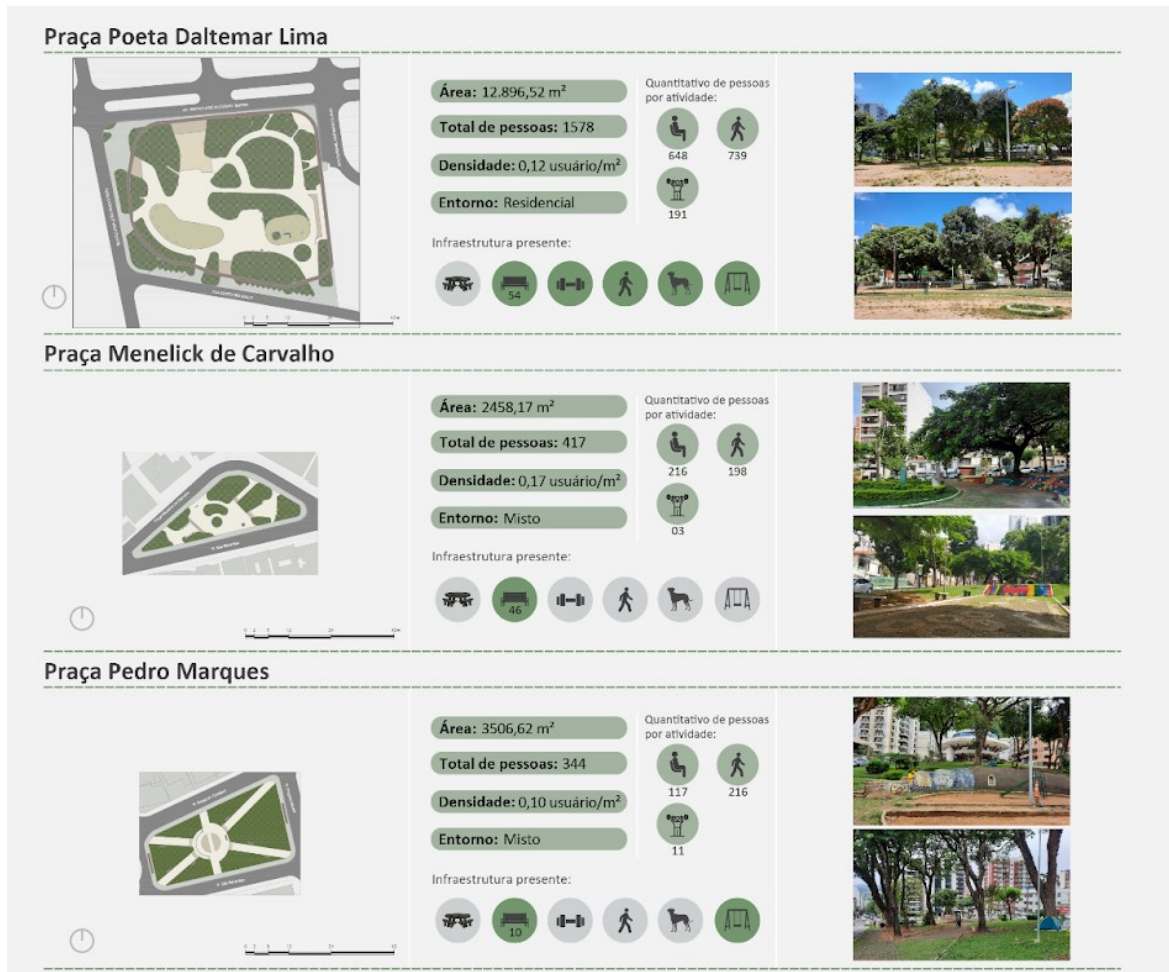 Praça Poeta Daltemar Lima
Área: 12.896,52 m²
Total de pessoas: 1578
Densidade: 0,12 usuário/m²
Entorno: Residencial
Quantitativo de pessoas
por atividade:
648
739
191
Infraestrutura presente:
54
Praça Menelick de Carvalho
Área: 2458,17 m²
Total de pessoas: 417
Densidade: 0,17 usuário/m²
Entorno: Misto
Quantitativo de pessoas
por atividade:
216
198
03
Infraestrutura presente:
46
Praça Pedro Marques
Área: 3506,62 m²
Total de pessoas: 344
Densidade: 0,10 usuário/m²
Entorno: Misto
Quantitativo de pessoas
por atividade:
117
216
11
Infraestrutura presente:
10